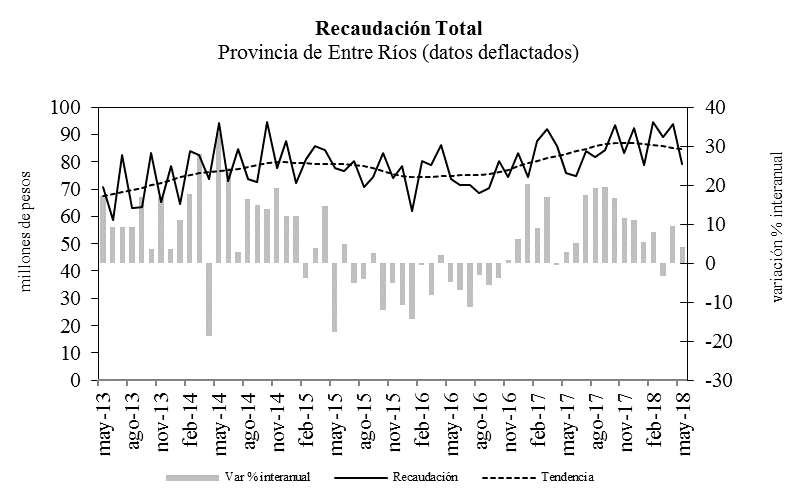 Recaudación Total
Provincia de Entre Ríos (datos deflactados)
millones de pesos
100
90
80
70
60
50
40
30
20
10
0
40
30
20
10
0
-10
-20
-30
variación % interanual
may-13
ago-13
nov-13
feb-14
may-14
ago-14
nov-14
feb-15
may-15
ago-15
nov-15
feb-16
may-16
ago-16
nov-16
feb-17
may-17
ago-17
nov-17
feb-18
may-18
Var % interanual
Recaudación
Tendencia